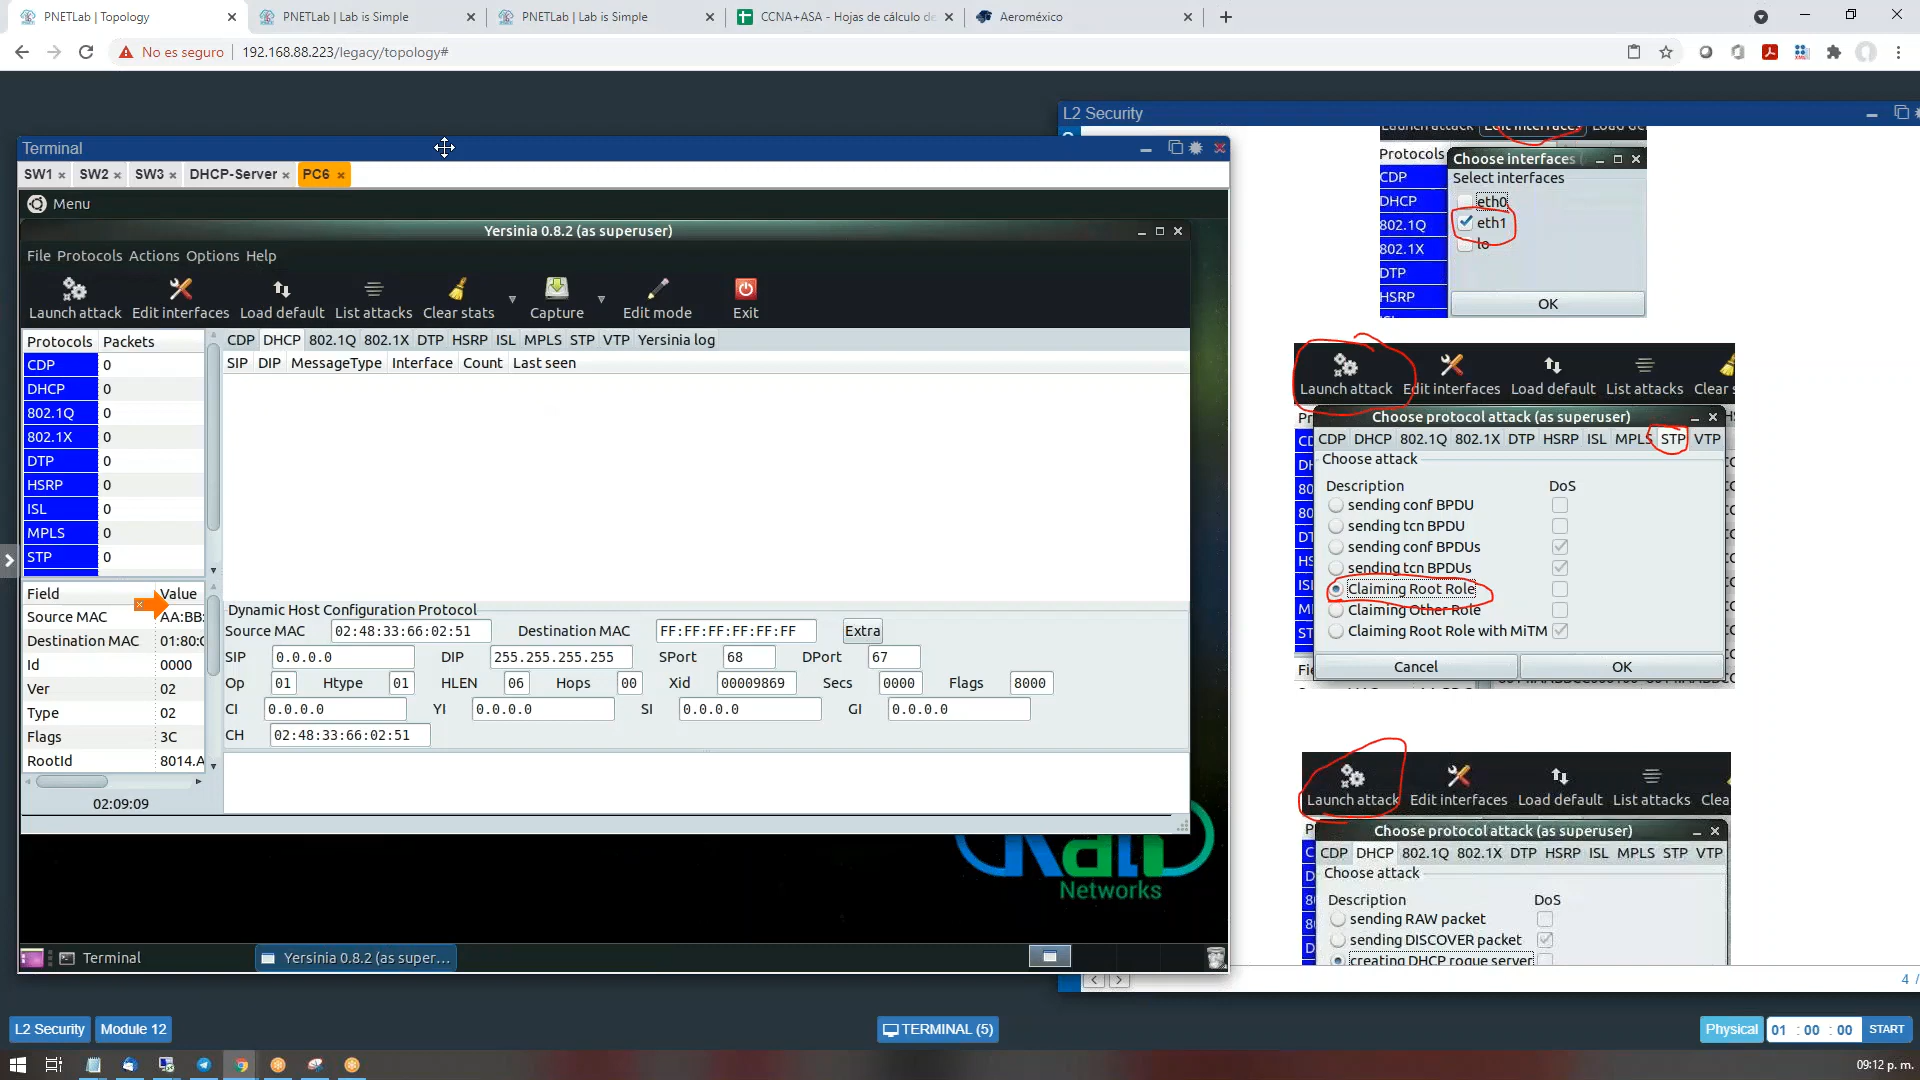 PNETLab | Topology
PNETLab | Lab is Simple
PNETLab | Lab is Simple
CCNA+ASA - Hojas de cálculo de
Aeroméxico
No es seguro
192.168.88.223/legacy/topology#
Terminal
SW1
SW2
SW3
DHCP-Server
PC6
Menu
Yersinia 0.8.2 (as superuser)
File Protocols Actions Options Help
Launch attack
Edit interfaces
Load default
List attacks
Clear stats
Capture
Edit mode
Exit
Protocols Packets
CDP 0
DHCP 0
802.1Q 0
802.1X 0
DTP 0
HSRP 0
ISL 0
MPLS 0
STP 0
CDP DHCP 802.1Q 802.1X DTP HSRP ISL MPLS STP VTP Yersinia log
SIP DIP MessageType Interface Count Last seen
Field Value
Source MAC AA:BB:
Destination MAC 01:80:
Id 0000
Ver 02
Type 02
Flags 3C
RootId 8014.A
02:09:09
Dynamic Host Configuration Protocol
Source MAC 02:48:33:66:02:51 Destination MAC FF:FF:FF:FF:FF:FF Extra
SIP 0.0.0.0 DIP 255.255.255.255 SPort 68 DPort 67
Op 01 Htype 01 HLEN 06 Hops 00 Xid 00009869 Secs 0000 Flags 8000
CI 0.0.0.0 YI 0.0.0.0 SI 0.0.0.0 GI 0.0.0.0
CH 02:48:33:66:02:51
Networks
Terminal
Yersinia 0.8.2 (as super...
L2 Security
Protocols
CDP
DHCP
802.1Q
802.1X
DTP
HSRP
Choose interfaces
Select interfaces
eth0
eth1
lo
OK
Launch attack
Edit interfaces
Load default
List attacks
Clear s
Choose protocol attack (as superuser)
CDP DHCP 802.1Q 802.1X DTP HSRP ISL MPLS STP VTP
Choose attack
Description DoS
sending conf BPDU
sending tcn BPDU
sending conf BPDUs
sending tcn BPDUs
Claiming Root Role
Claiming Other Role
Claiming Root Role with MiTM
Cancel
OK
Launch attack
Edit interfaces
Load default
List attacks
Clea
Choose protocol attack (as superuser)
CDP DHCP 802.1Q 802.1X DTP HSRP ISL MPLS STP VTP
Choose attack
Description DoS
sending RAW packet
sending DISCOVER packet
creating DHCP rogue server
4 /
L2 Security
Module 12
TERMINAL (5)
Physical
01 : 00 : 00
START
09:12 p. m.